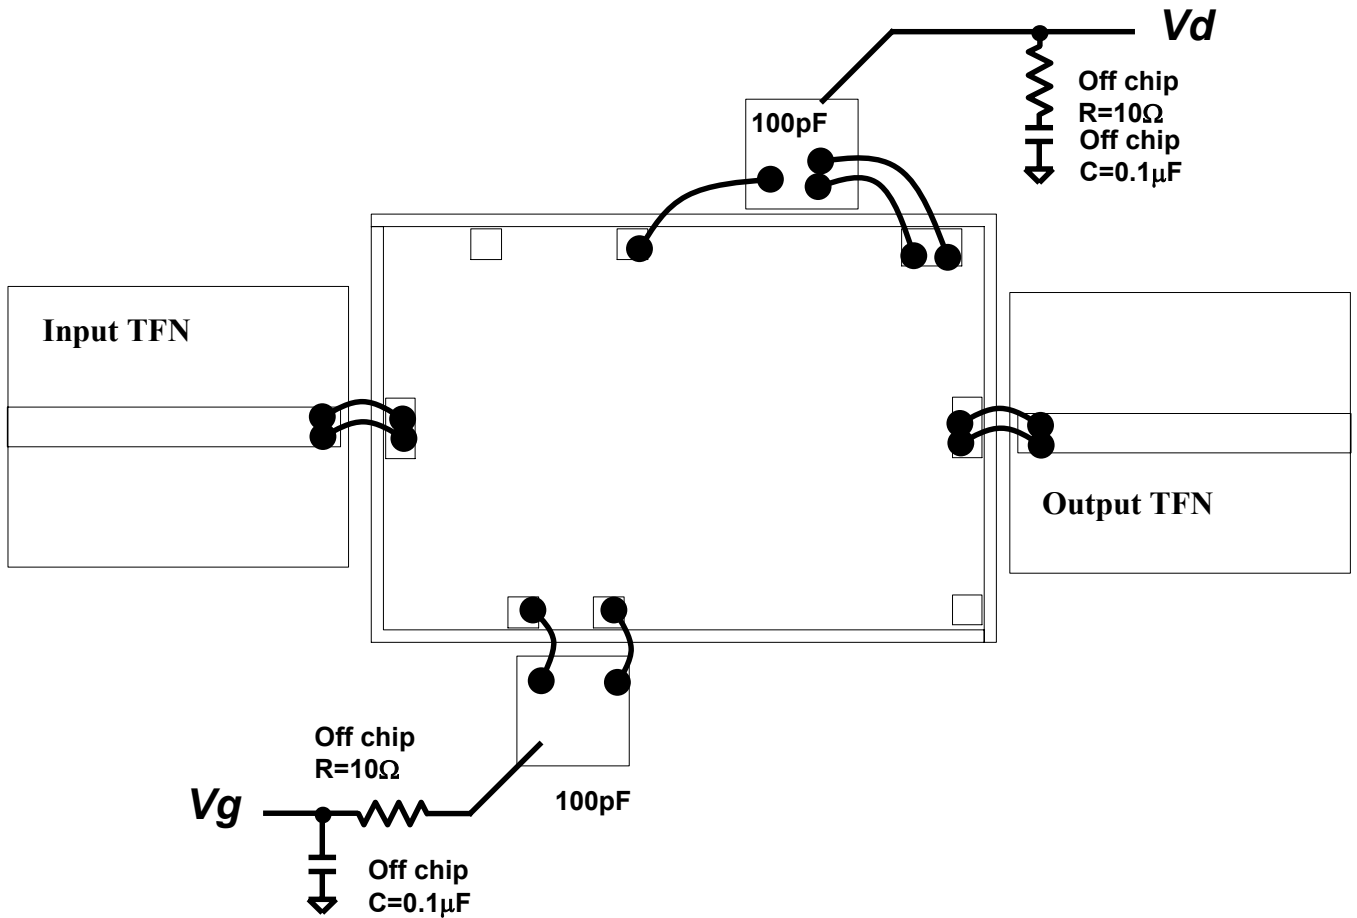 Vd
Off chip
R=10Ω
Off chip
C=0.1μF
100pF
Input TFN
Output TFN
Off chip
R=10Ω
Vg
100pF
Off chip
C=0.1μF